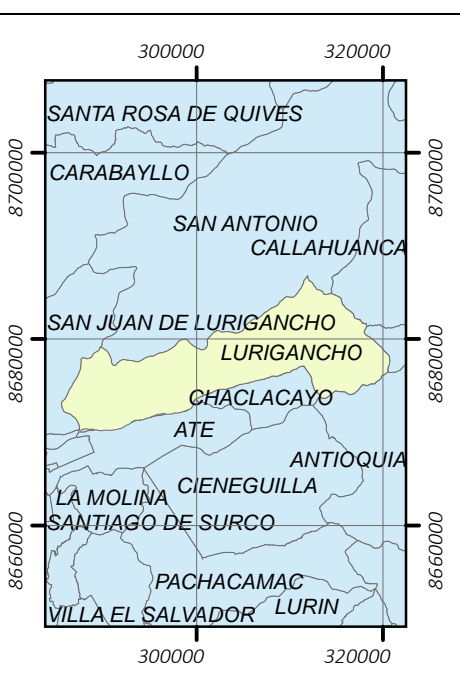 300000 320000
SANTA ROSA DE QUIVES
8700000 8700000
CARABAYLLO
SAN ANTONIO
CALLAHUANCA
SAN JUAN DE LURIGANCHO
8680000 8680000
LURIGANCHO
CHACLACAYO
ATE
ANTIOQUIA
CIENEGUILLA
LA MOLINA
SANTIAGO DE SURCO
8660000 8660000
PACHACAMAC
LURIN
VILLA EL SALVADOR
300000 320000